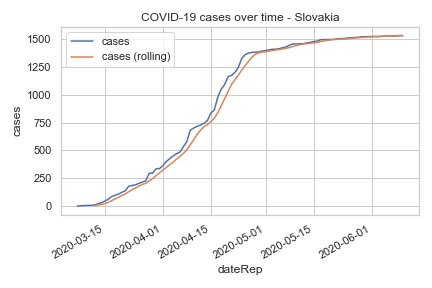 COVID-19 cases over time - Slovakia
cases
cases (rolling)
cases
1500
1250
1000
750
500
250
0
2020-03-15
2020-04-01
2020-04-15
2020-05-01
2020-05-15
2020-06-01
dateRep